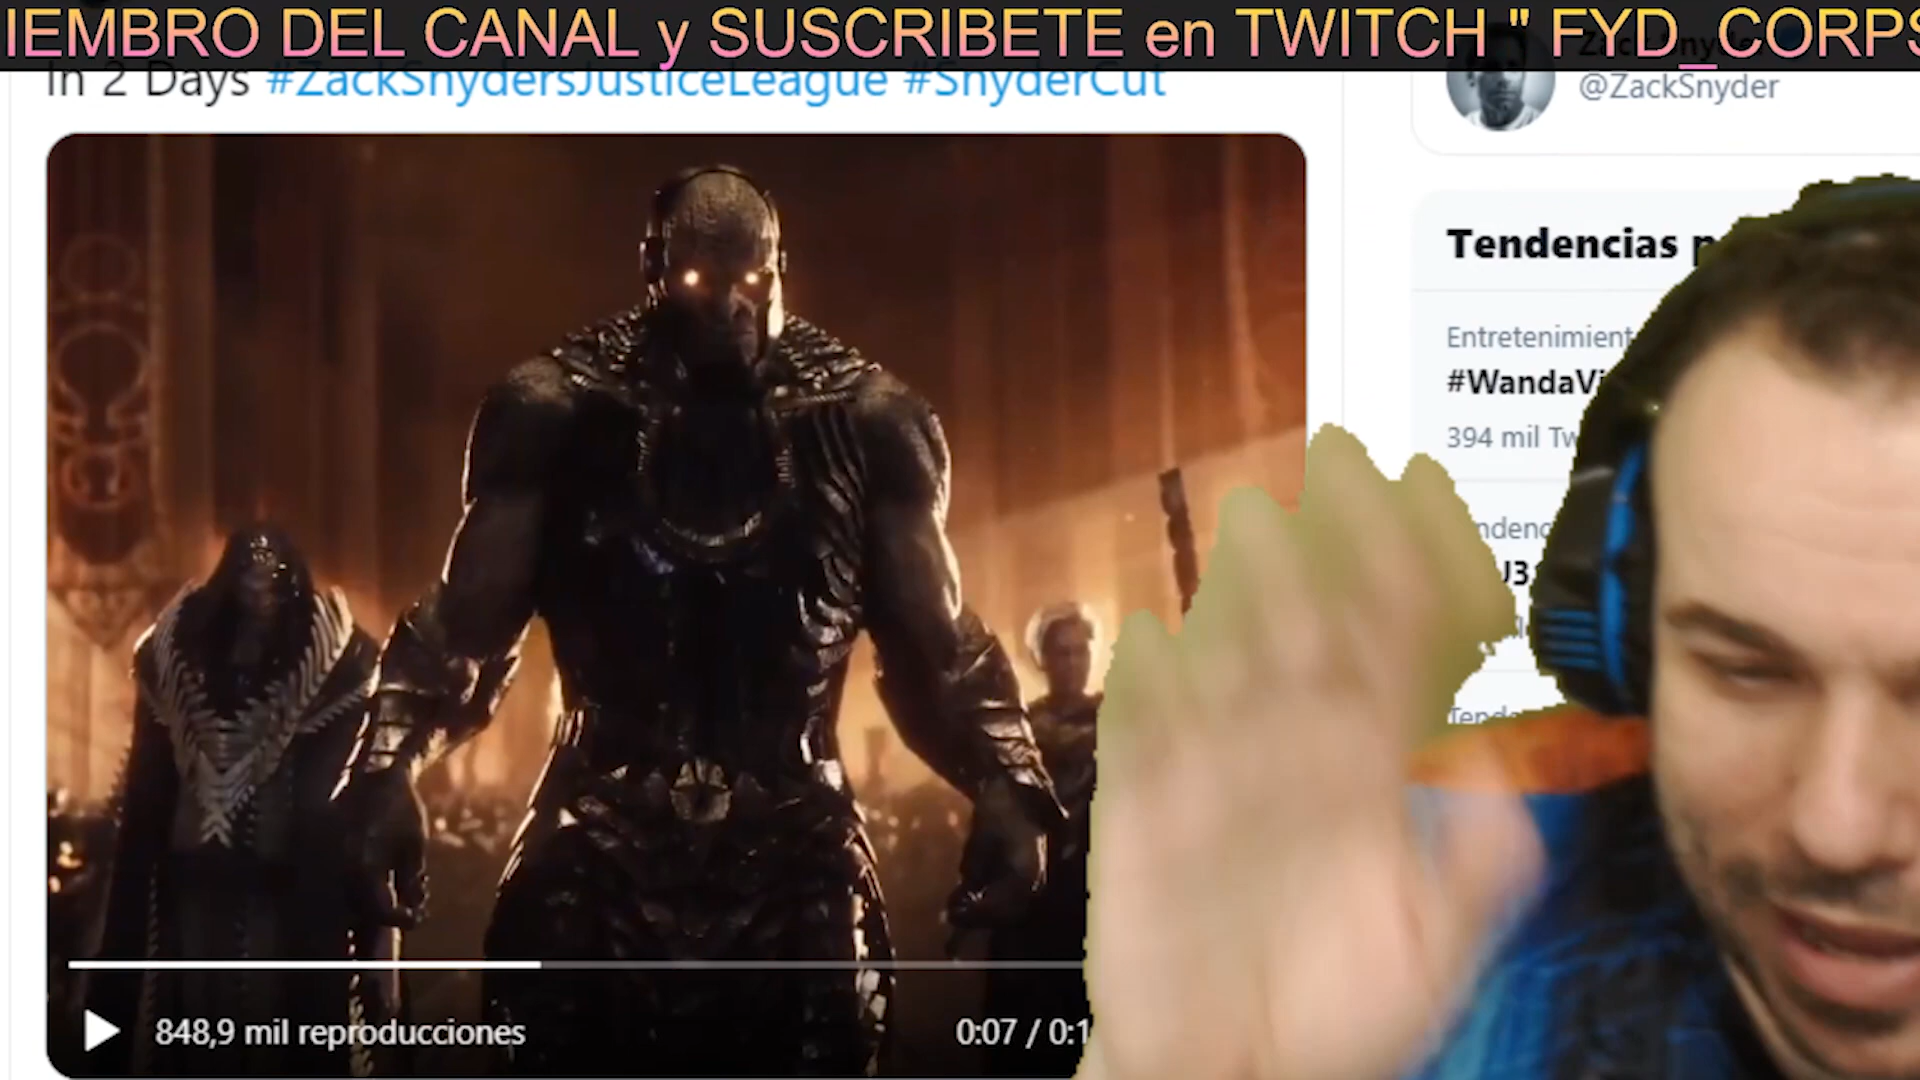 IEMBRO DEL CANAL y SUSCRIBETE en TWITCH " FYD_CORPS
In 2 Days #ZackSnydersJusticeLeague #SnyderCut
@ZackSnyder
Tendencias
Entretenimient
#WandaVi
394 mil Tw
848,9 mil reproducciones
0:07 / 0:1